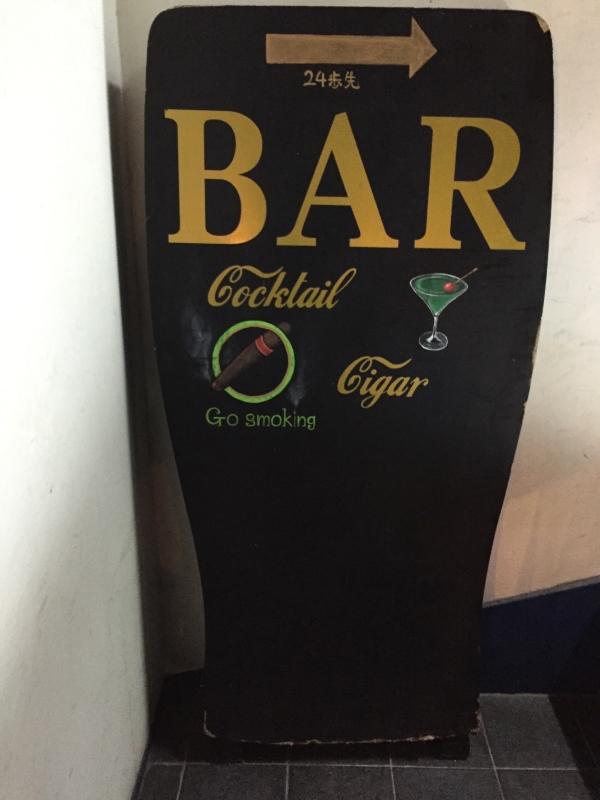 24歩先
BAR
Cocktail
Cigar
Go smoking